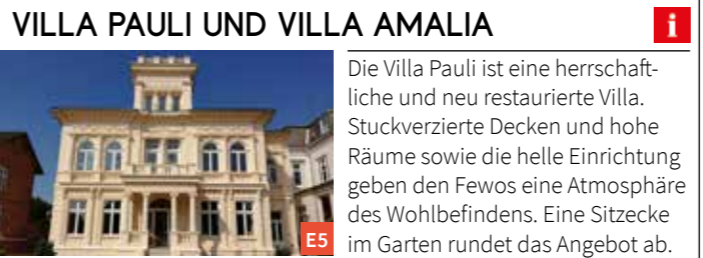 VILLA PAULI UND VILLA AMALIA
i
Die Villa Pauli ist eine herrschaft-
liche und neu restaurierte Villa.
Stuckverzierte Decken und hohe
Räume sowie die helle Einrichtung
geben den Fewos eine Atmosphäre
des Wohlbefindens. Eine Sitzecke
im Garten rundet das Angebot ab.
E5